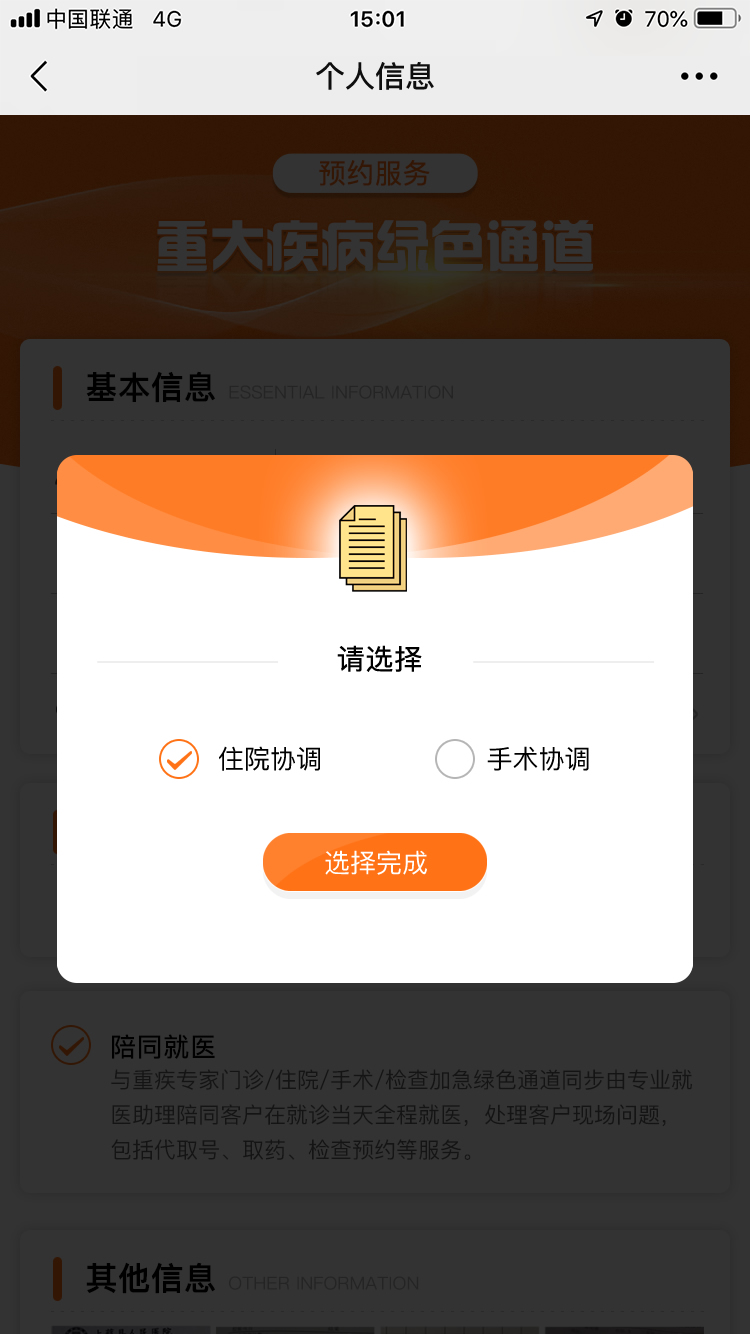 中国联通 4G 15:01 70%
个人信息
预约服务
重大疾病绿色通道
基本信息 ESSENTIAL INFORMATION
请选择
住院协调 手术协调
选择完成
陪同就医
与重疾专家门诊/住院/手术/检查加急绿色通道同步由专业就
医助理陪同客户在就诊当天全程就医，处理客户现场问题，
包括代取号、取药、检查预约等服务。
其他信息 OTHER INFORMATION